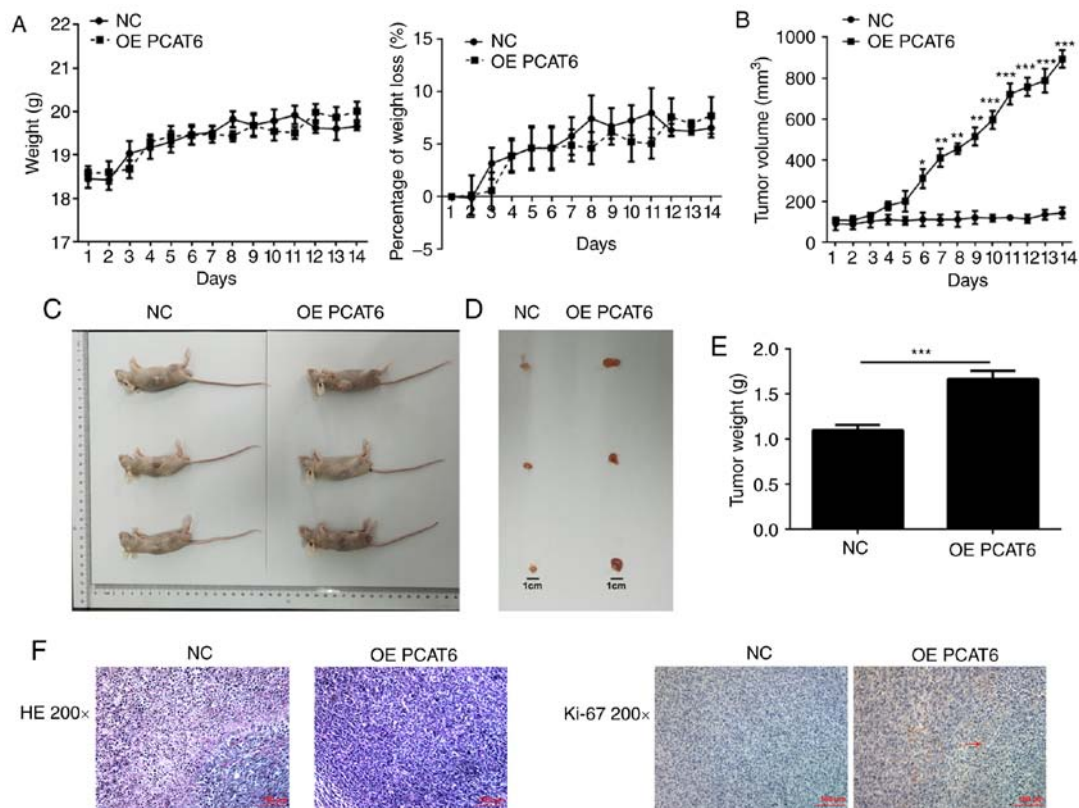 A
NC
OE PCAT6
Weight (g)
22
21
20
19
18
17
1 2 3 4 5 6 7 8 9 10 11 12 13 14
Days
NC
OE PCAT6
Percentage of weight loss (%)
15
10
5
0
−5
1 2 3 4 5 6 7 8 9 10 11 12 13 14
Days
B
NC
OE PCAT6
Tumor volume (mm³)
1000
800
600
400
200
0
* ** ** ** *** *** *** *** ***
1 2 3 4 5 6 7 8 9 10 11 12 13 14
Days
C
NC OE PCAT6
D
NC OE PCAT6
1cm 1cm
E
Tumor weight (g)
2.0
1.5
1.0
0.5
0.0
***
NC OE PCAT6
F
NC OE PCAT6
HE 200×
NC OE PCAT6
Ki-67 200×